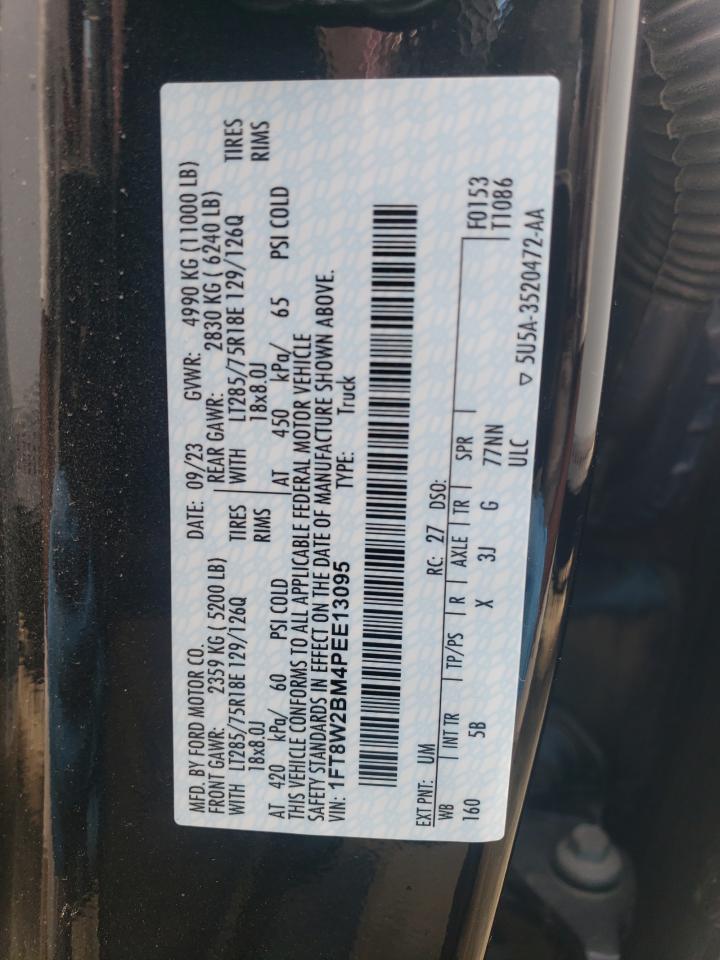 MFD. BY FORD MOTOR CO.
DATE: 09/23 GVWR: 4990 KG (11000 LB)
FRONT GAWR: 2359 KG ( 5200 LB)
REAR GAWR: 2830 KG ( 6240 LB)
WITH LT285/75R18E 129/126Q TIRES
WITH LT285/75R18E 129/126Q TIRES
18x8.0J RIMS
18x8.0J RIMS
AT 420 kPa/ 60 PSI COLD
AT 450 kPa/ 65 PSI COLD
THIS VEHICLE CONFORMS TO ALL APPLICABLE FEDERAL MOTOR VEHICLE
SAFETY STANDARDS IN EFFECT ON THE DATE OF MANUFACTURE SHOWN ABOVE.
VIN: 1FT8W2BM4PEE13095
TYPE: Truck
EXT PNT: UM RC: 27 DSO:
WB INT TR TP/PS R AXLE TR SPR
F0153
160 5B X 3J G 77NN
T1086
ULC
▽ 5U5A-3520472-AA